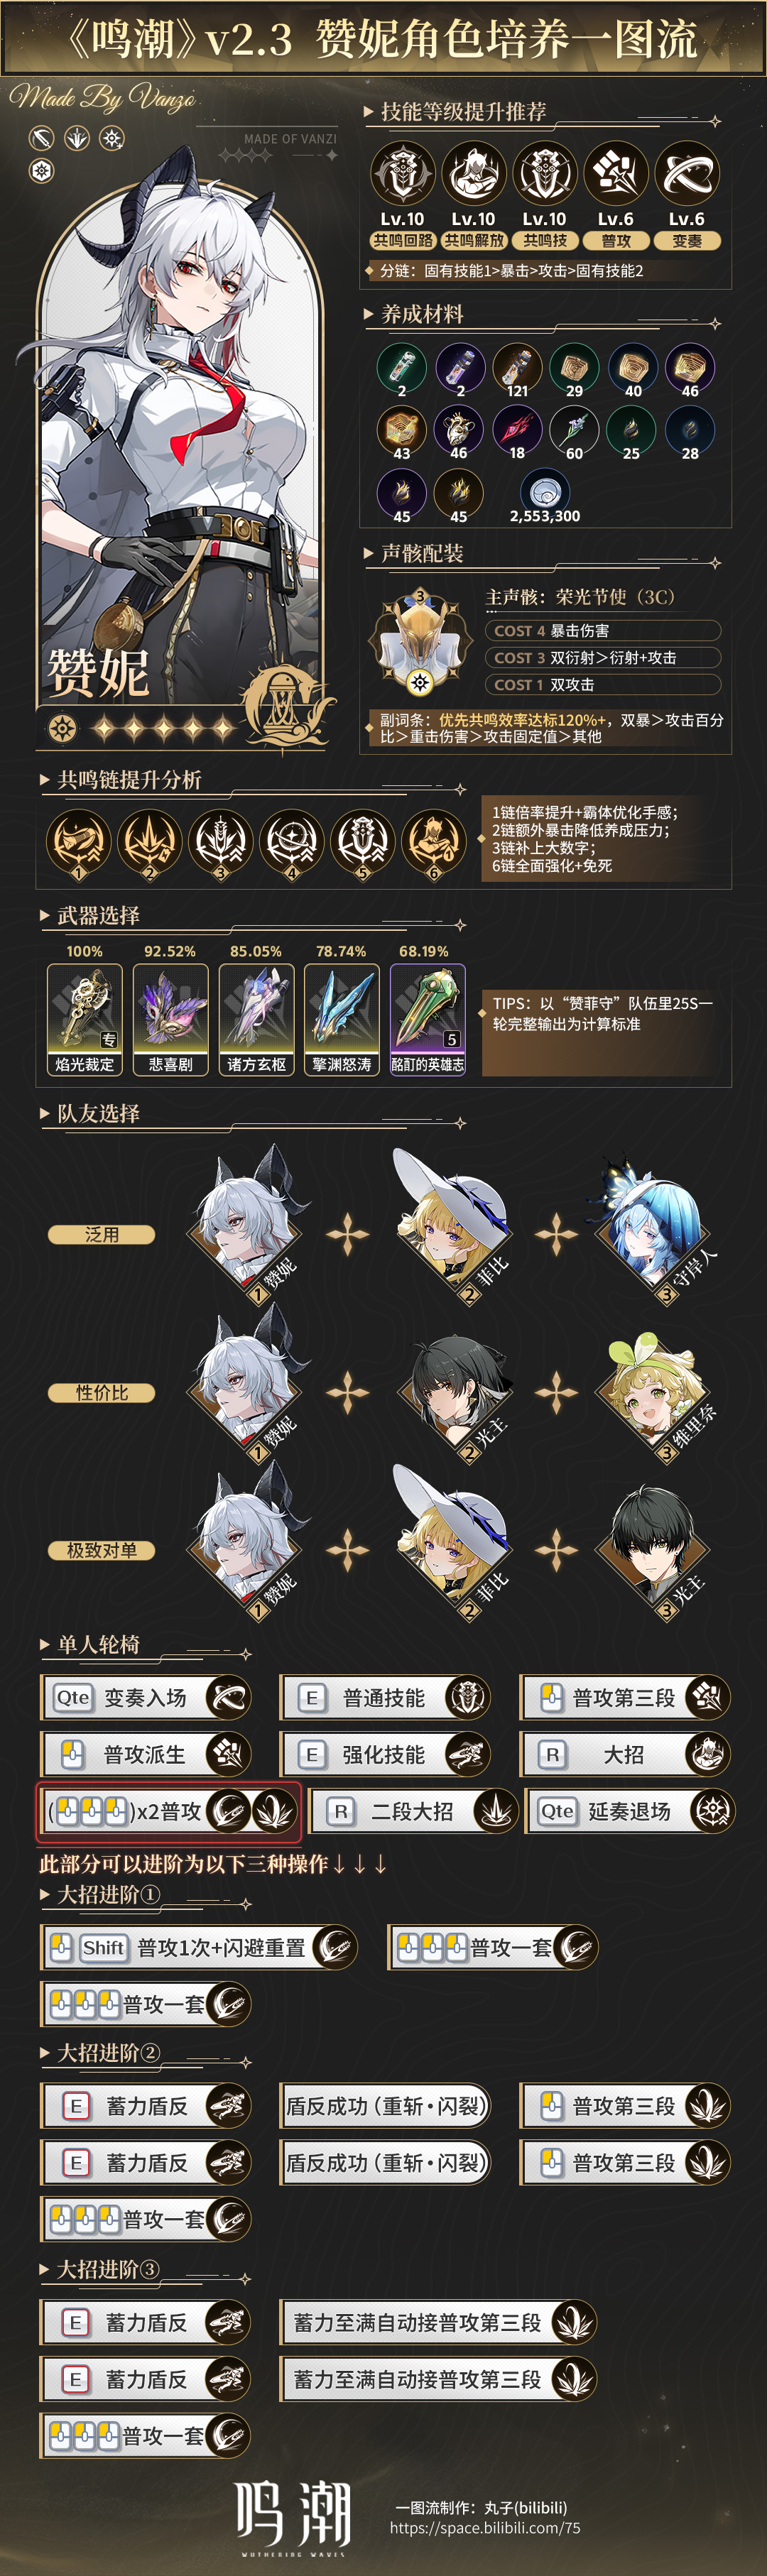 《鸣潮》v2.3 赞妮角色培养一图流
Made By Vanzo
MADE OF VANZI
赞妮
技能等级提升推荐
Lv.10 Lv.10 Lv.10 Lv.6 Lv.6
共鸣回路 共鸣解放 共鸣技 普攻 变奏
分链：固有技能1>暴击>攻击>固有技能2
养成材料
2 2 121 29 40 46
43 46 18 60 25 28
45 45 2,553,300
声骸配装
3
主声骸：荣光节使（3C）
COST 4 暴击伤害
COST 3 双衍射＞衍射+攻击
COST 1 双攻击
副词条：优先共鸣效率达标120%+，双暴＞攻击百分
比＞重击伤害＞攻击固定值＞其他
共鸣链提升分析
1 2 3 4 5 6
1链倍率提升+霸体优化手感；
2链额外暴击降低养成压力；
3链补上大数字；
6链全面强化+免死
武器选择
100% 92.52% 85.05% 78.74% 68.19%
专 5
焰光裁定 悲喜剧 诸方玄枢 擎渊怒涛 酩酊的英雄志
TIPS：以“赞菲守”队伍里25S一
轮完整输出为计算标准
队友选择
泛用
1 赞妮 2 菲比 3 守岸人
性价比
1 赞妮 2 光主 3 维里奈
极致对单
1 赞妮 2 菲比 3 光主
单人轮椅
Qte 变奏入场 E 普通技能 普攻第三段
普攻派生 E 强化技能 R 大招
( )x2普攻 R 二段大招 Qte 延奏退场
此部分可以进阶为以下三种操作↓↓↓
大招进阶①
Shift 普攻1次+闪避重置 普攻一套
普攻一套
大招进阶②
E 蓄力盾反 盾反成功（重斩·闪裂） 普攻第三段
E 蓄力盾反 盾反成功（重斩·闪裂） 普攻第三段
普攻一套
大招进阶③
E 蓄力盾反 蓄力至满自动接普攻第三段
E 蓄力盾反 蓄力至满自动接普攻第三段
普攻一套
鸣潮
WUTHERING WAVES
一图流制作：丸子(bilibili)
https://space.bilibili.com/75